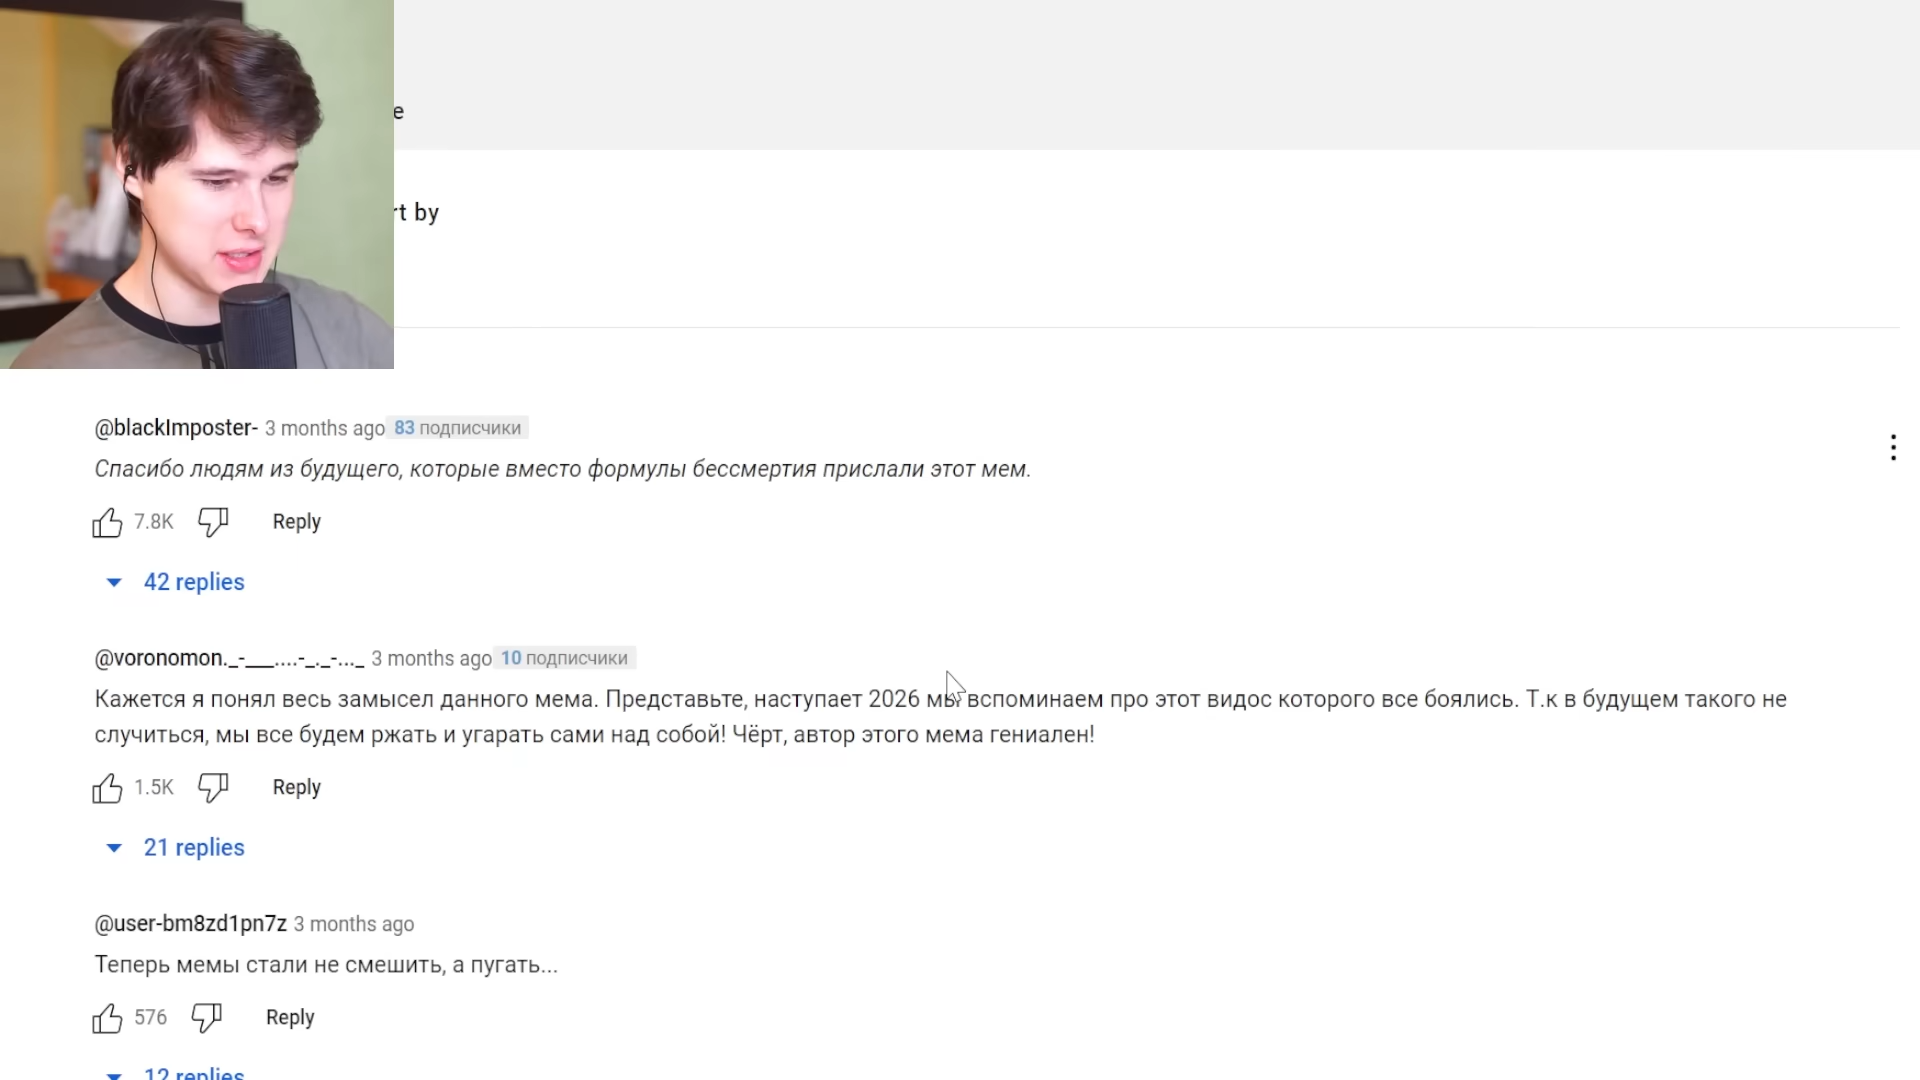 e
rt by
@blackImposter- 3 months ago 83 подписчики
Спасибо людям из будущего, которые вместо формулы бессмертия прислали этот мем.
7.8K Reply
42 replies
@voronomon._-___....-_._-..._ 3 months ago 10 подписчики
Кажется я понял весь замысел данного мема. Представьте, наступает 2026 мы вспоминаем про этот видос которого все боялись. Т.к в будущем такого не
случиться, мы все будем ржать и угарать сами над собой! Чёрт, автор этого мема гениален!
1.5K Reply
21 replies
@user-bm8zd1pn7z 3 months ago
Теперь мемы стали не смешить, а пугать...
576 Reply
12 replies